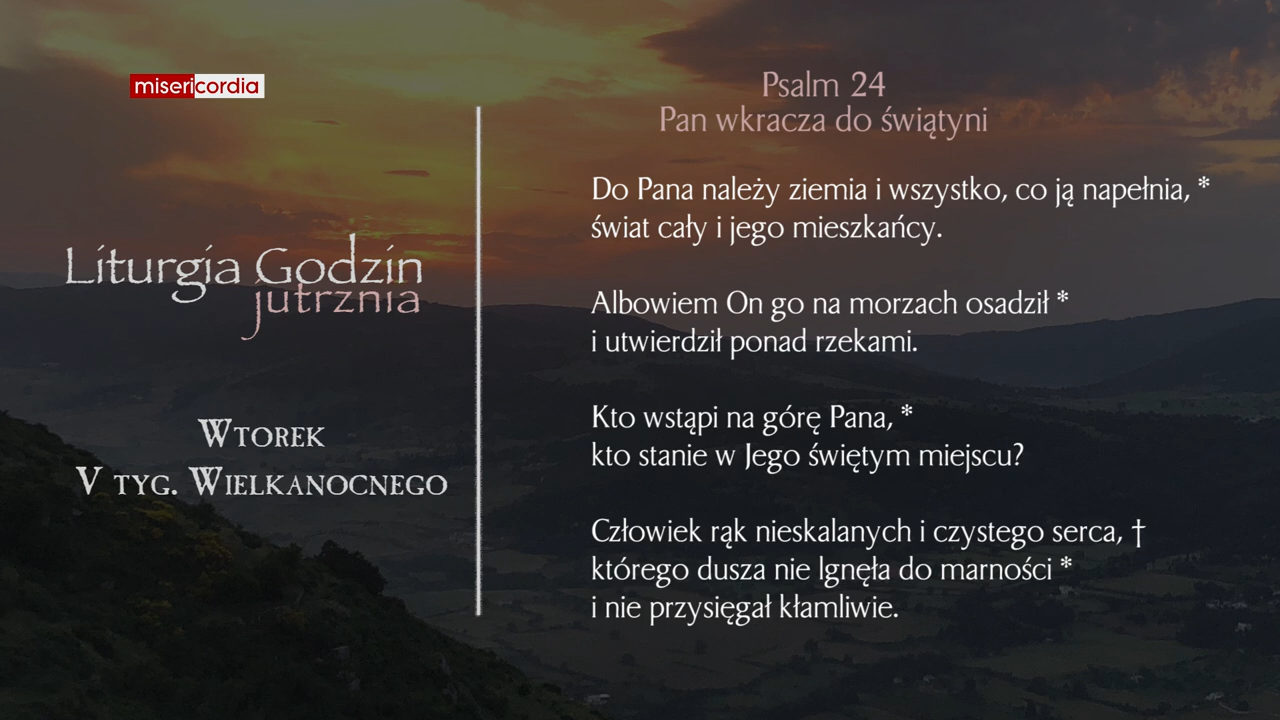 misericordia
Liturgia Godzin
jutrznia
Wtorek
V tyg. Wielkanocnego
Psalm 24
Pan wkracza do świątyni
Do Pana należy ziemia i wszystko, co ją napełnia, *
świat cały i jego mieszkańcy.
Albowiem On go na morzach osadził *
i utwierdził ponad rzekami.
Kto wstąpi na górę Pana, *
kto stanie w Jego świętym miejscu?
Człowiek rąk nieskalanych i czystego serca, †
którego dusza nie lgnęła do marności *
i nie przysięgał kłamliwie.